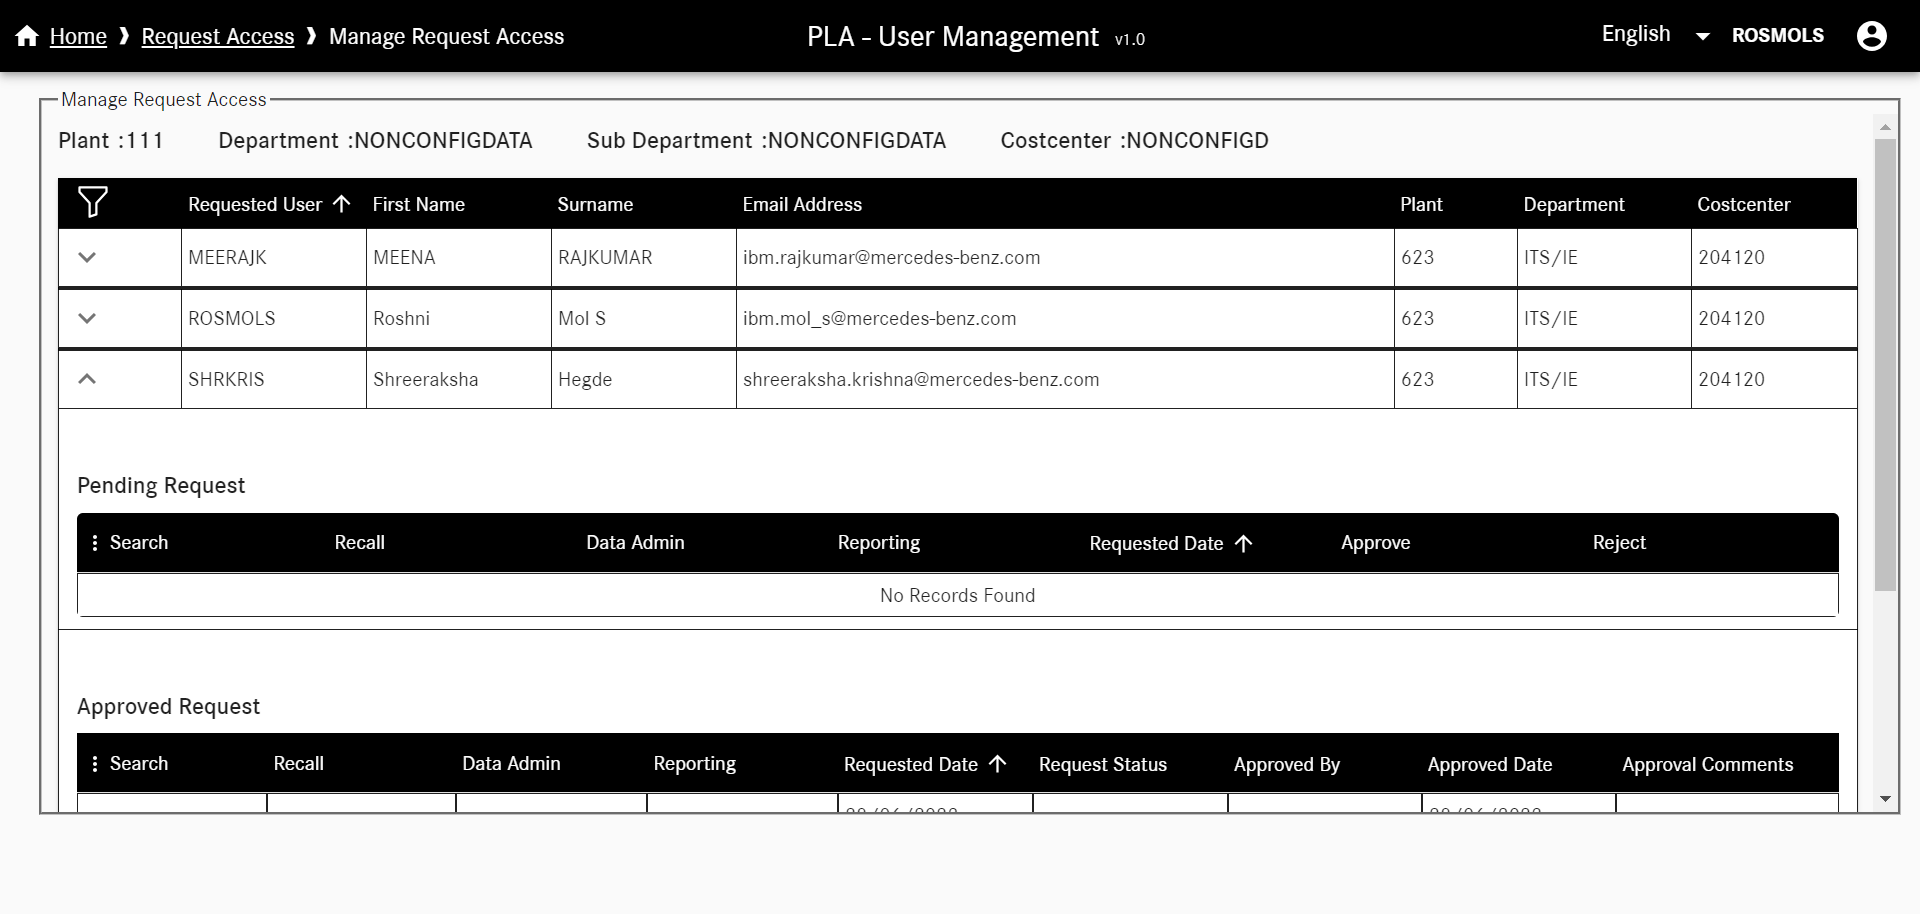 Home ❱ Request Access ❱ Manage Request Access
PLA - User Management v1.0
English ROSMOLS
Manage Request Access
Plant :111 Department :NONCONFIGDATA Sub Department :NONCONFIGDATA Costcenter :NONCONFIGD
Requested User First Name Surname Email Address Plant Department Costcenter
MEERAJK MEENA RAJKUMAR ibm.rajkumar@mercedes-benz.com 623 ITS/IE 204120
ROSMOLS Roshni Mol S ibm.mol_s@mercedes-benz.com 623 ITS/IE 204120
SHRKRIS Shreeraksha Hegde shreeraksha.krishna@mercedes-benz.com 623 ITS/IE 204120
Pending Request
Search Recall Data Admin Reporting Requested Date Approve Reject
No Records Found
Approved Request
Search Recall Data Admin Reporting Requested Date Request Status Approved By Approved Date Approval Comments